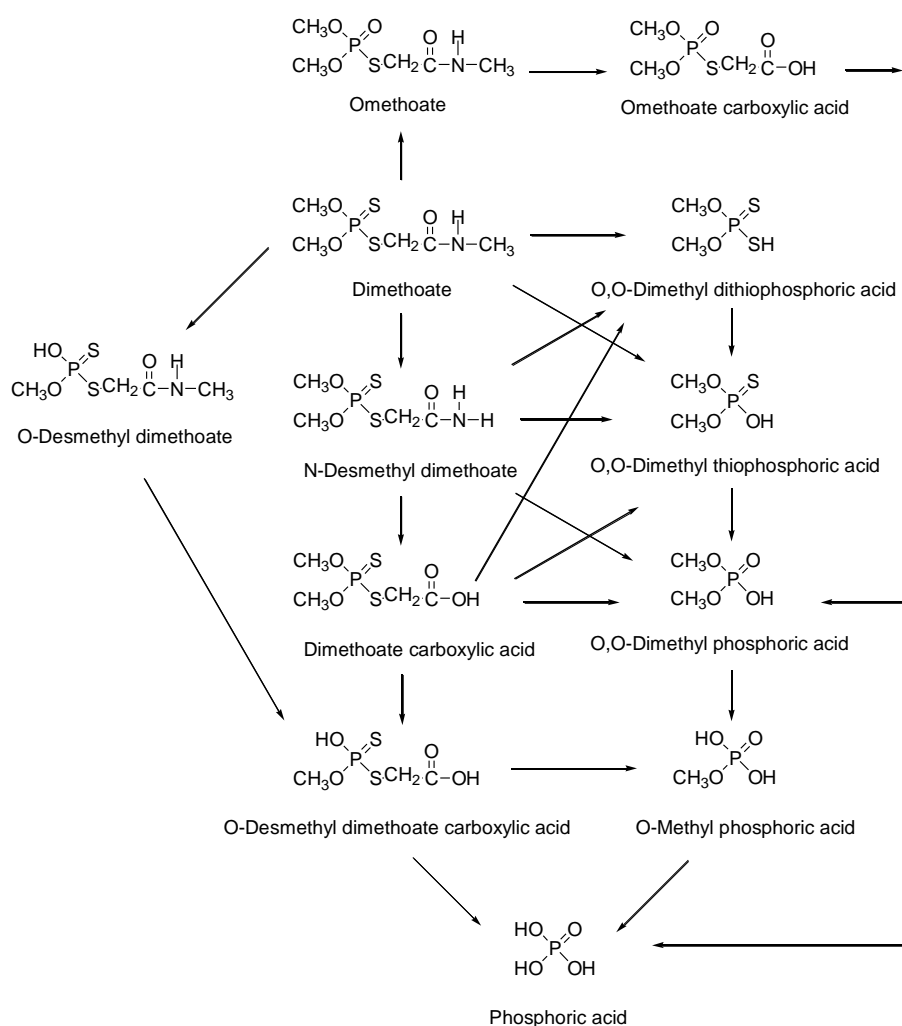 CH3O O
P O H
CH3O S CH2 C N CH3
Omethoate
CH3O O
P O
CH3O S CH2 C OH
Omethoate carboxylic acid
CH3O S
P O H
CH3O S CH2 C N CH3
Dimethoate
CH3O S
P
CH3O SH
O,O-Dimethyl dithiophosphoric acid
HO S
P O H
CH3O S CH2 C N CH3
O-Desmethyl dimethoate
CH3O S
P O H
CH3O S CH2 C N H
N-Desmethyl dimethoate
CH3O S
P
CH3O OH
O,O-Dimethyl thiophosphoric acid
CH3O S
P O
CH3O S CH2 C OH
Dimethoate carboxylic acid
CH3O O
P
CH3O OH
O,O-Dimethyl phosphoric acid
HO S
P O
CH3O S CH2 C OH
O-Desmethyl dimethoate carboxylic acid
HO O
P
CH3O OH
O-Methyl phosphoric acid
HO O
P
HO OH
Phosphoric acid